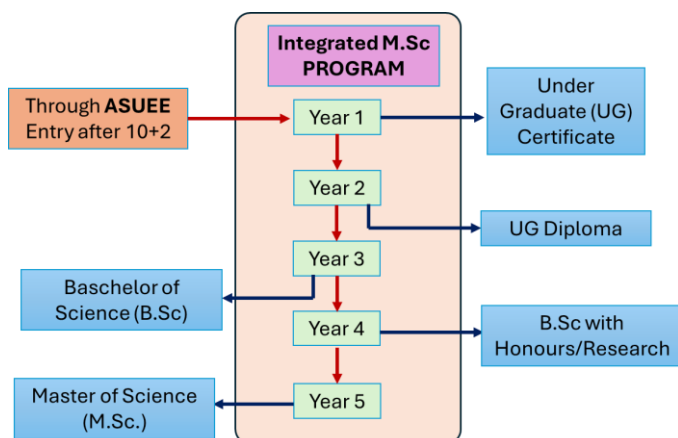 Integrated M.Sc
PROGRAM
Through ASUEE
Entry after 10+2
Year 1
Under
Graduate (UG)
Certificate
Year 2
UG Diploma
Year 3
Baschelor of
Science (B.Sc)
Year 4
B.Sc with
Honours/Research
Year 5
Master of Science
(M.Sc.)